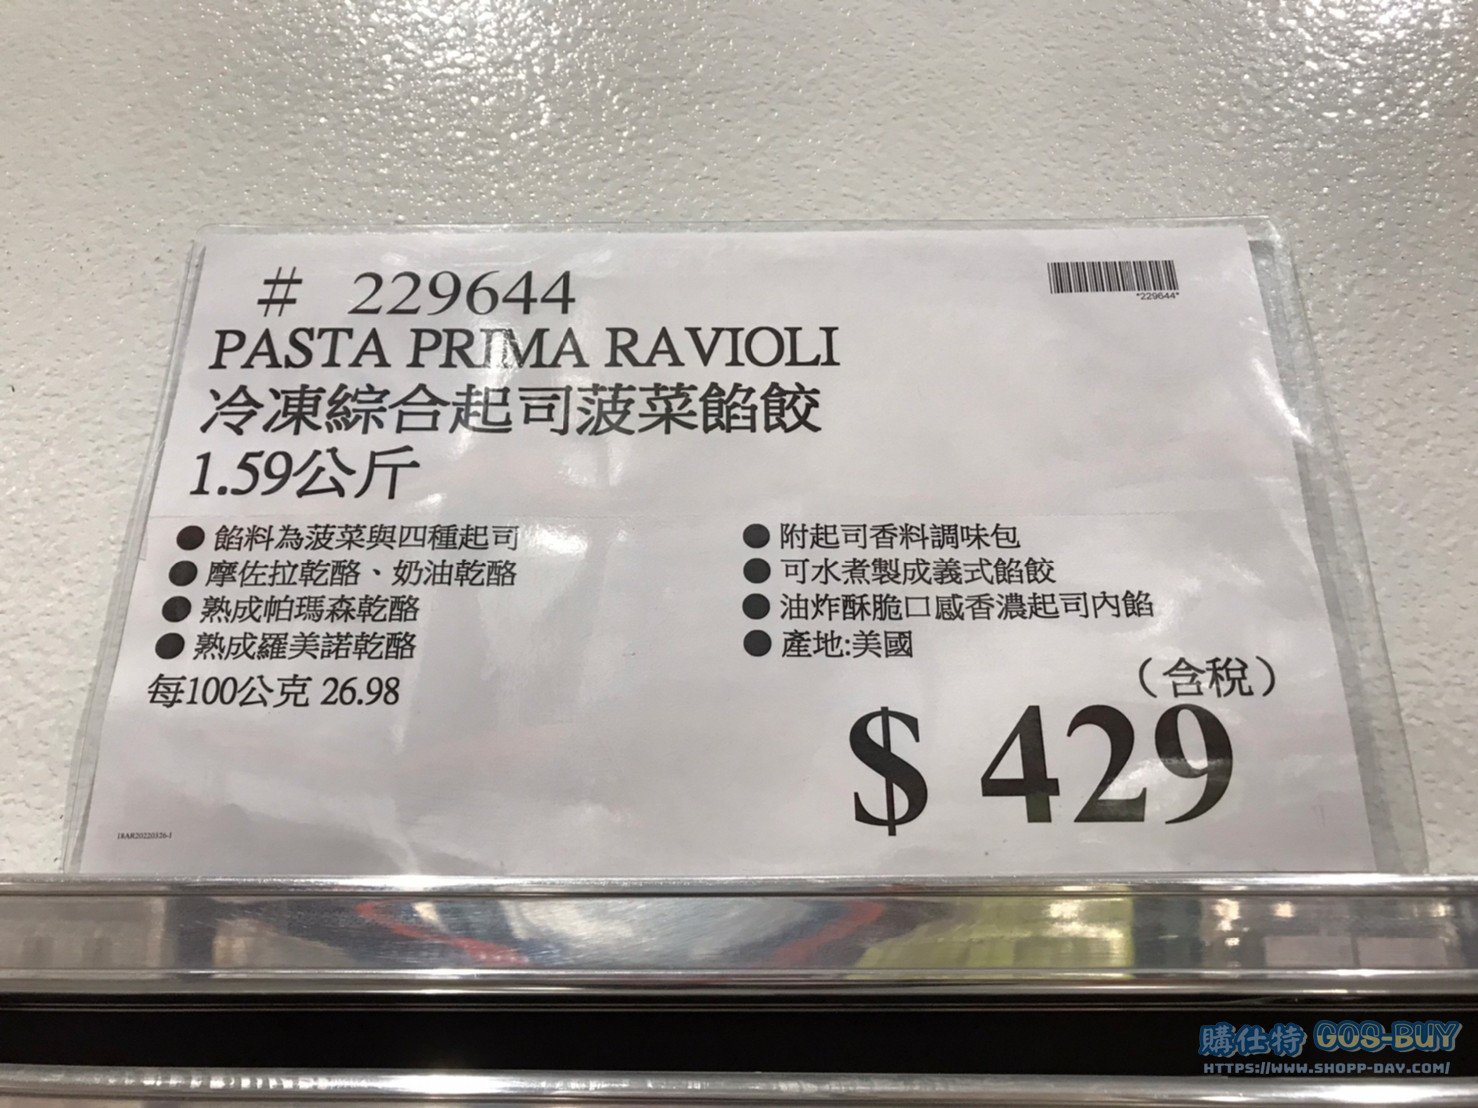 # 229644
*229644*
PASTA PRIMA RAVIOLI
冷凍綜合起司菠菜餡餃
1.59公斤
● 餡料為菠菜與四種起司
● 摩佐拉乾酪、奶油乾酪
● 熟成帕瑪森乾酪
● 熟成羅美諾乾酪
每100公克 26.98
● 附起司香料調味包
● 可水煮製成義式餡餃
● 油炸酥脆口感香濃起司內餡
● 產地:美國
（含稅）
$ 429
18AR20220326-1
購仕特 GOS-BUY
HTTPS://WWW.SHOPP-DAY.COM/